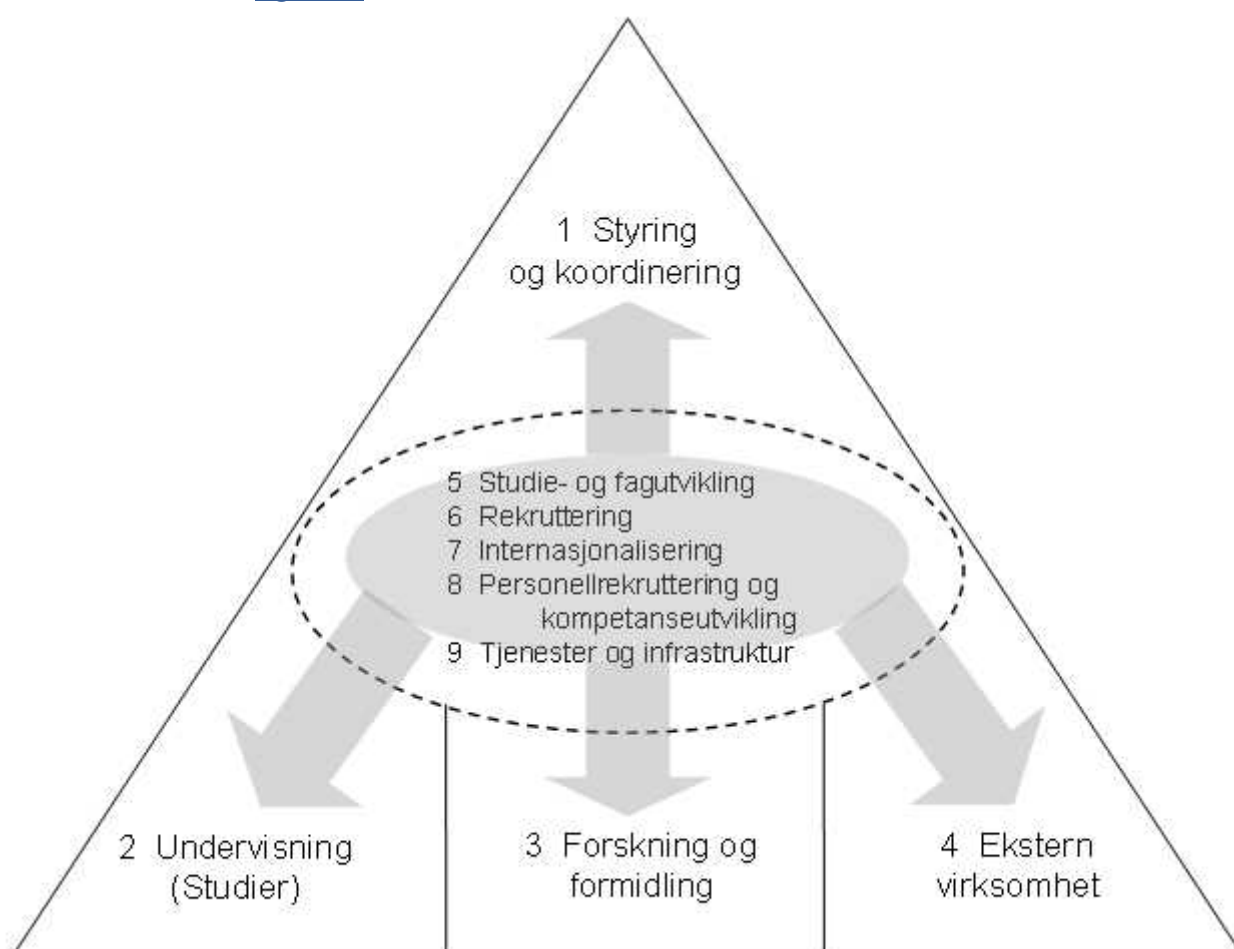 1 Styring
og koordinering
5 Studie- og fagutvikling
6 Rekruttering
7 Internasjonalisering
8 Personellrekruttering og
kompetanseutvikling
9 Tjenester og infrastruktur
2 Undervisning
(Studier)
3 Forskning og
formidling
4 Ekstern
virksomhet